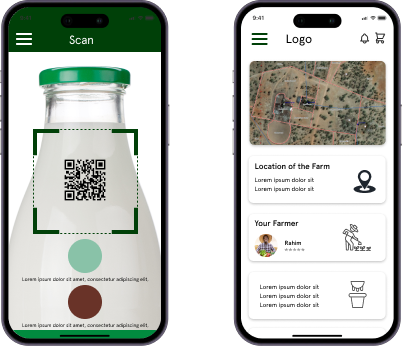 Scan
Lorem ipsum dolor sit amet, consectetur adipiscing elit.
Lorem ipsum dolor sit amet, consectetur adipiscing elit.
9:41
Logo
Location of the Farm
Lorem ipsum dolor sit
Lorem ipsum dolor sit
Your Farmer
Rahim
Lorem ipsum dolor sit
Lorem ipsum dolor sit
Lorem ipsum dolor sit